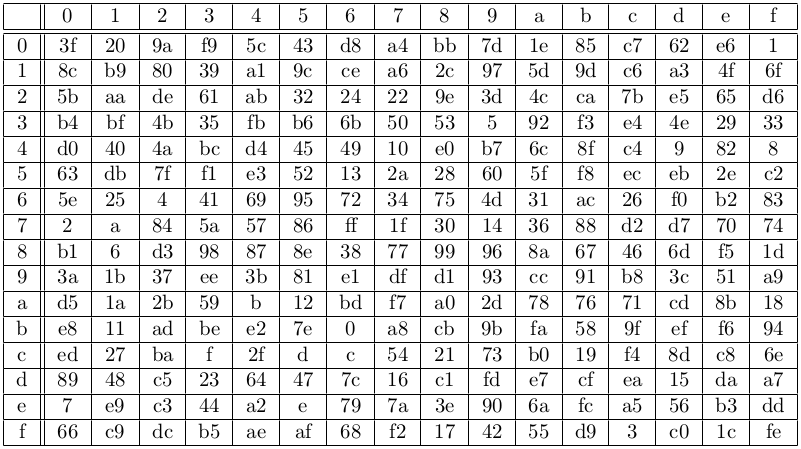 0 1 2 3 4 5 6 7 8 9 a b c d e f
0 3f 20 9a f9 5c 43 d8 a4 bb 7d 1e 85 c7 62 e6 1
1 8c b9 80 39 a1 9c ce a6 2c 97 5d 9d c6 a3 4f 6f
2 5b aa de 61 ab 32 24 22 9e 3d 4c ca 7b e5 65 d6
3 b4 bf 4b 35 fb b6 6b 50 53 5 92 f3 e4 4e 29 33
4 d0 40 4a bc d4 45 49 10 e0 b7 6c 8f c4 9 82 8
5 63 db 7f f1 e3 52 13 2a 28 60 5f f8 ec eb 2e c2
6 5e 25 4 41 69 95 72 34 75 4d 31 ac 26 f0 b2 83
7 2 a 84 5a 57 86 ff 1f 30 14 36 88 d2 d7 70 74
8 b1 6 d3 98 87 8e 38 77 99 96 8a 67 46 6d f5 1d
9 3a 1b 37 ee 3b 81 e1 df d1 93 cc 91 b8 3c 51 a9
a d5 1a 2b 59 b 12 bd f7 a0 2d 78 76 71 cd 8b 18
b e8 11 ad be e2 7e 0 a8 cb 9b fa 58 9f ef f6 94
c ed 27 ba f 2f d c 54 21 73 b0 19 f4 8d c8 6e
d 89 48 c5 23 64 47 7c 16 c1 fd e7 cf ea 15 da a7
e 7 e9 c3 44 a2 e 79 7a 3e 90 6a fc a5 56 b3 dd
f 66 c9 dc b5 ae af 68 f2 17 42 55 d9 3 c0 1c fe